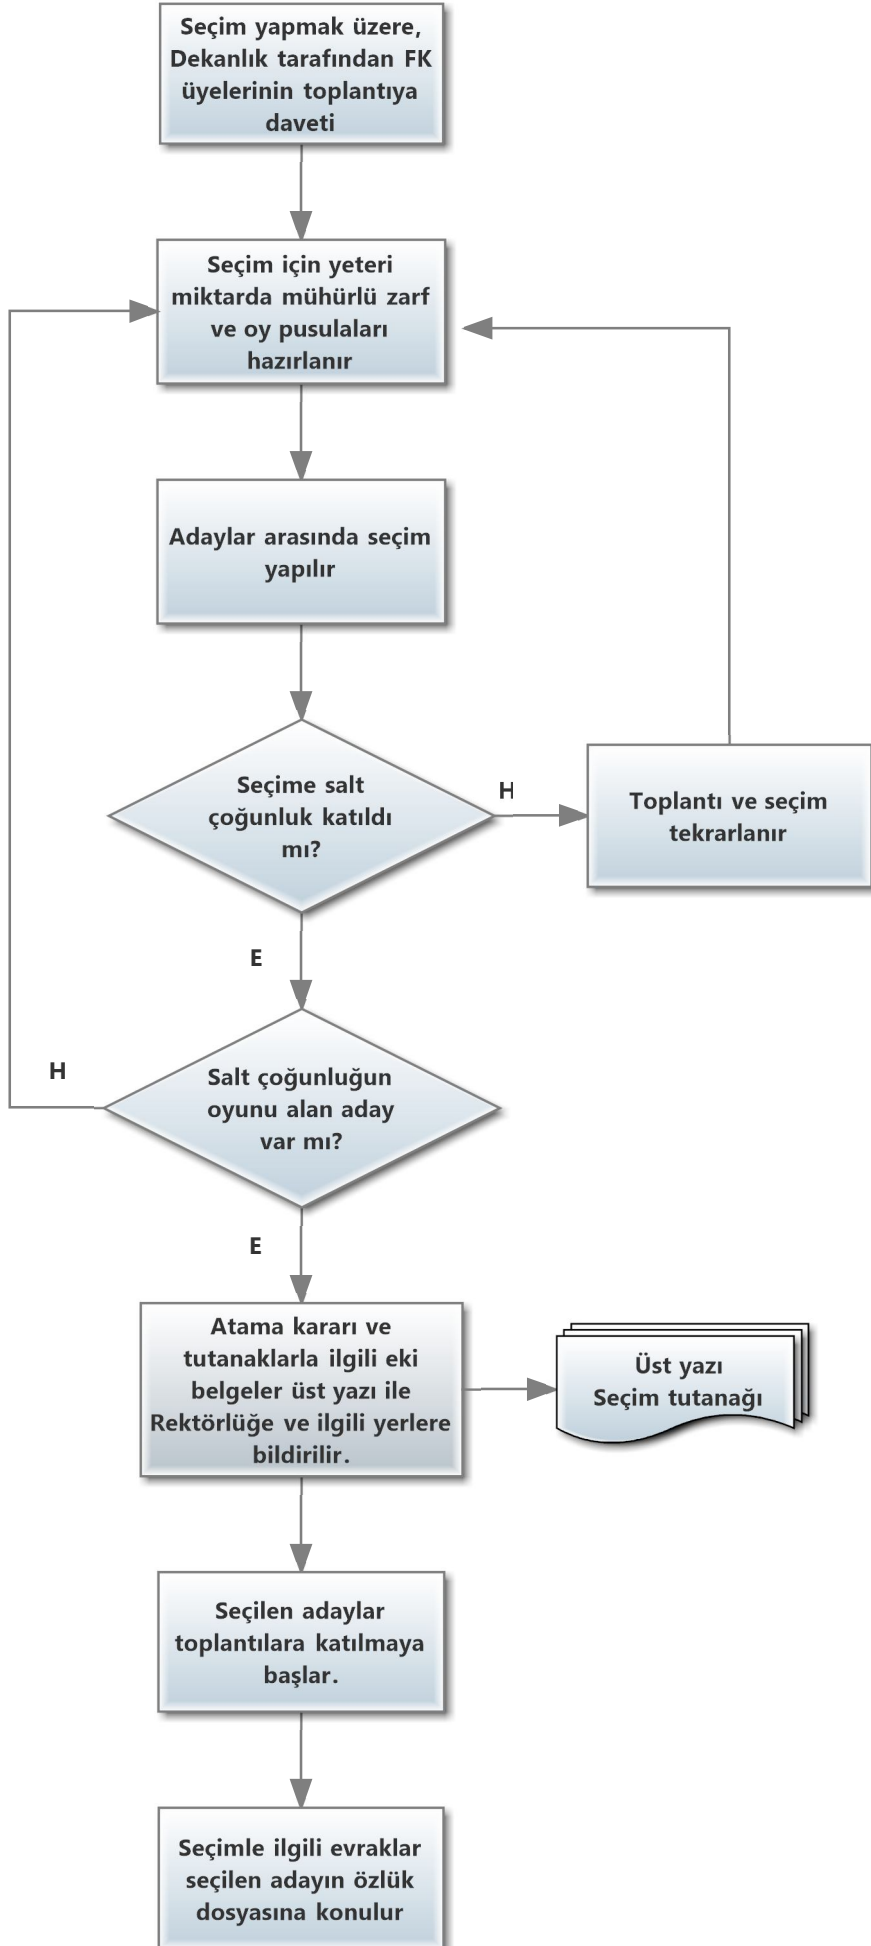 Seçim yapmak üzere,
Dekanlık tarafından FK
üyelerinin toplantıya
daveti
Seçim için yeteri
miktarda mühürlü zarf
ve oy pusulaları
hazırlanır
Adaylar arasında seçim
yapılır
Seçime salt
çoğunluk katıldı
mı?
H
Toplantı ve seçim
tekrarlanır
E
H
Salt çoğunluğun
oyunu alan aday
var mı?
E
Atama kararı ve
tutanaklarla ilgili eki
belgeler üst yazı ile
Rektörlüğe ve ilgili yerlere
bildirilir.
Üst yazı
Seçim tutanağı
Seçilen adaylar
toplantılara katılmaya
başlar.
Seçimle ilgili evraklar
seçilen adayın özlük
dosyasına konulur